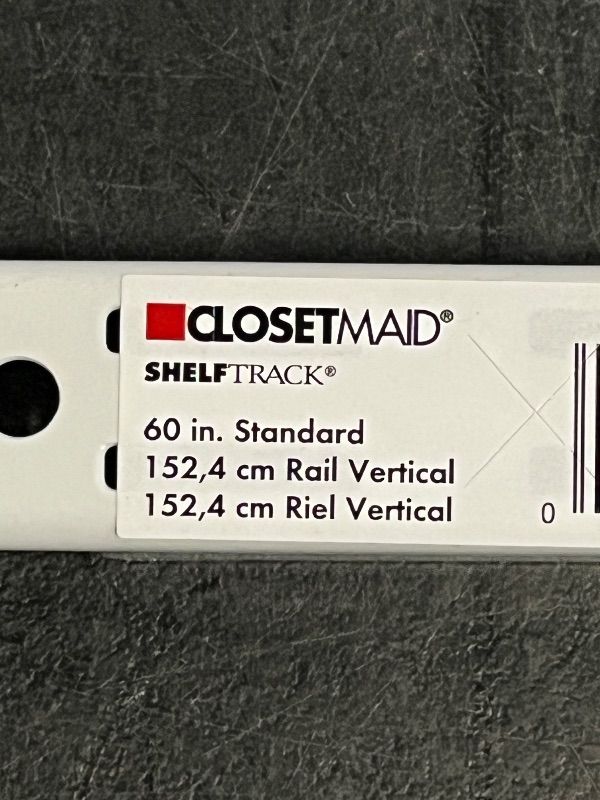 CLOSETMAID®
SHELFTRACK®
60 in. Standard
152,4 cm Rail Vertical
152,4 cm Riel Vertical
0